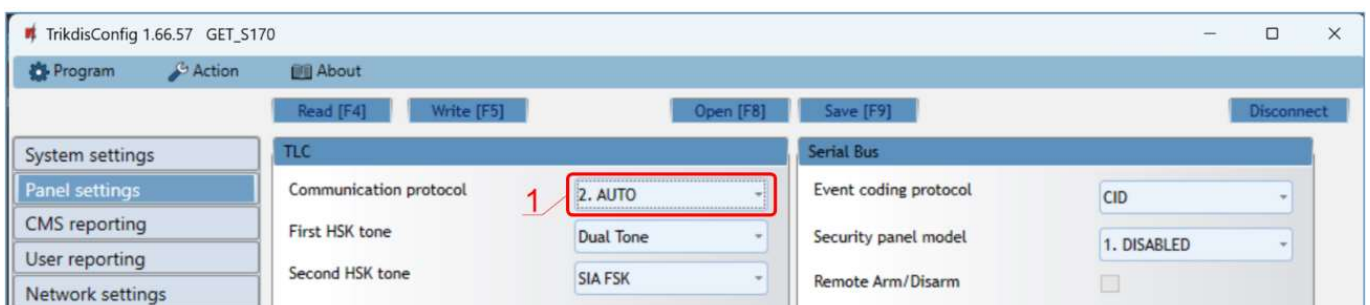 TrikdisConfig 1.66.57 GET_S170
Program Action About
Read [F4] Write [F5] Open [F8] Save [F9] Disconnect
System settings
Panel settings
CMS reporting
User reporting
Network settings
TLC
Communication protocol 1 2. AUTO
First HSK tone Dual Tone
Second HSK tone SIA FSK
Serial Bus
Event coding protocol CID
Security panel model 1. DISABLED
Remote Arm/Disarm